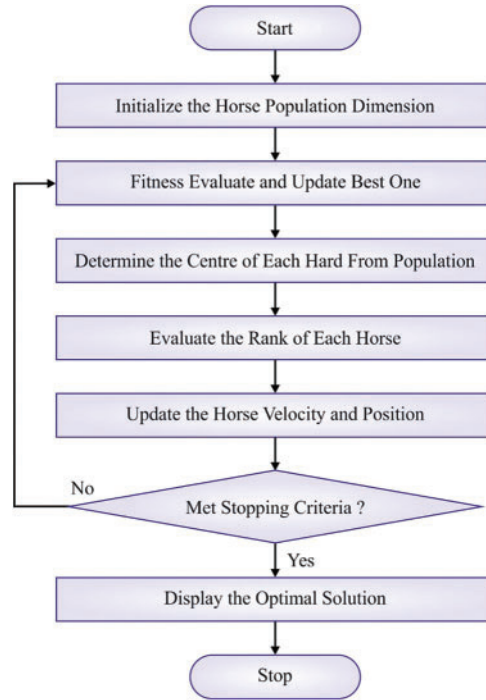 Start
Initialize the Horse Population Dimension
Fitness Evaluate and Update Best One
Determine the Centre of Each Hard From Population
Evaluate the Rank of Each Horse
Update the Horse Velocity and Position
No
Met Stopping Criteria ?
Yes
Display the Optimal Solution
Stop